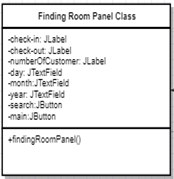 Finding Room Panel Class
-check-in: JLabel
-check-out: JLabel
-numberOfCustomer: JLabel
-day: JTextField
-month:JTextField
-year: JTextField
-search:JButton
-main:JButton
+findingRoomPanel()